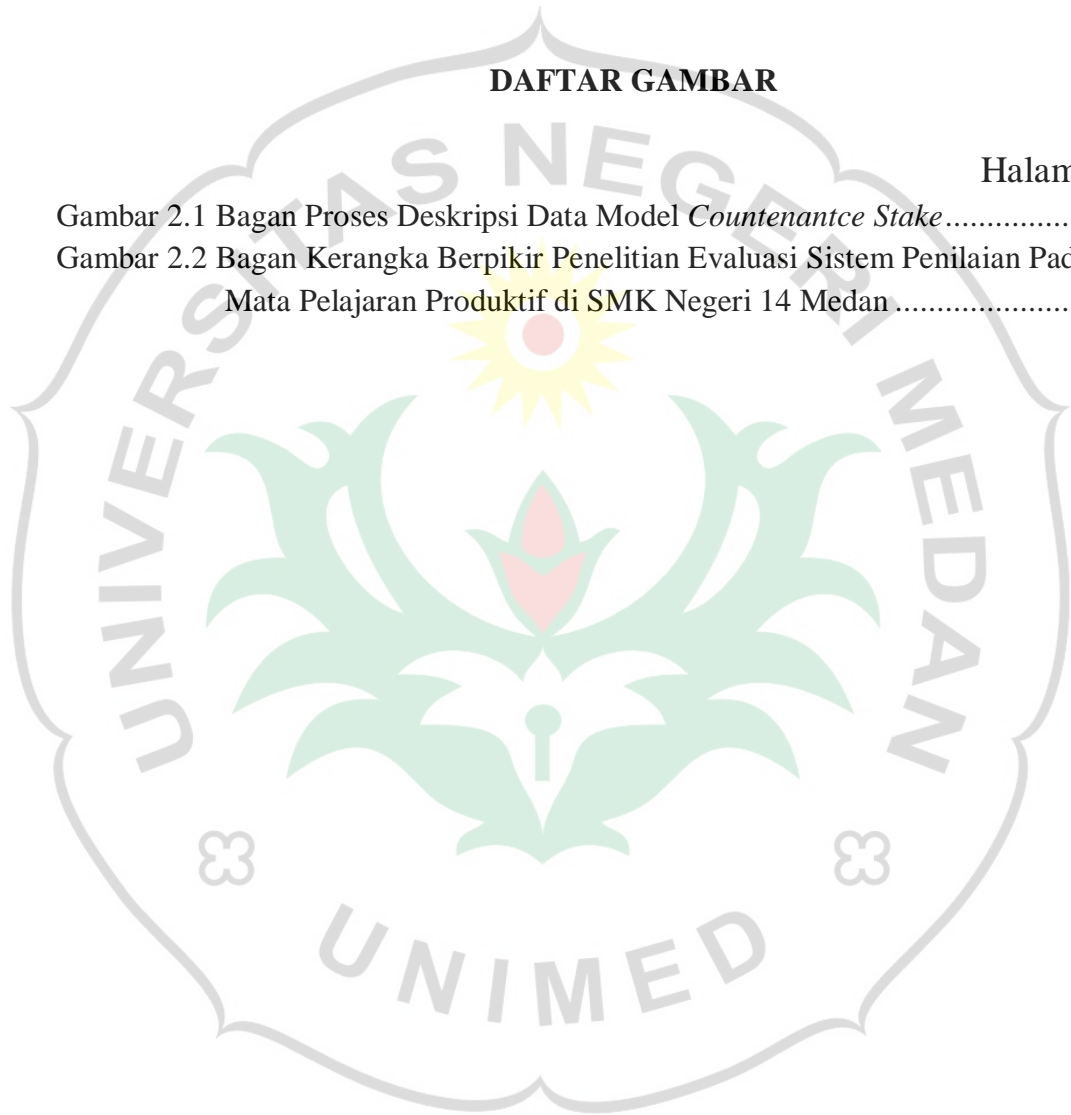 DAFTAR GAMBAR
Halam
Gambar 2.1 Bagan Proses Deskripsi Data Model Countenantce Stake................
Gambar 2.2 Bagan Kerangka Berpikir Penelitian Evaluasi Sistem Penilaian Pad
Mata Pelajaran Produktif di SMK Negeri 14 Medan .....................
UNIVERSITAS NEGERI MEDAN
UNIMED